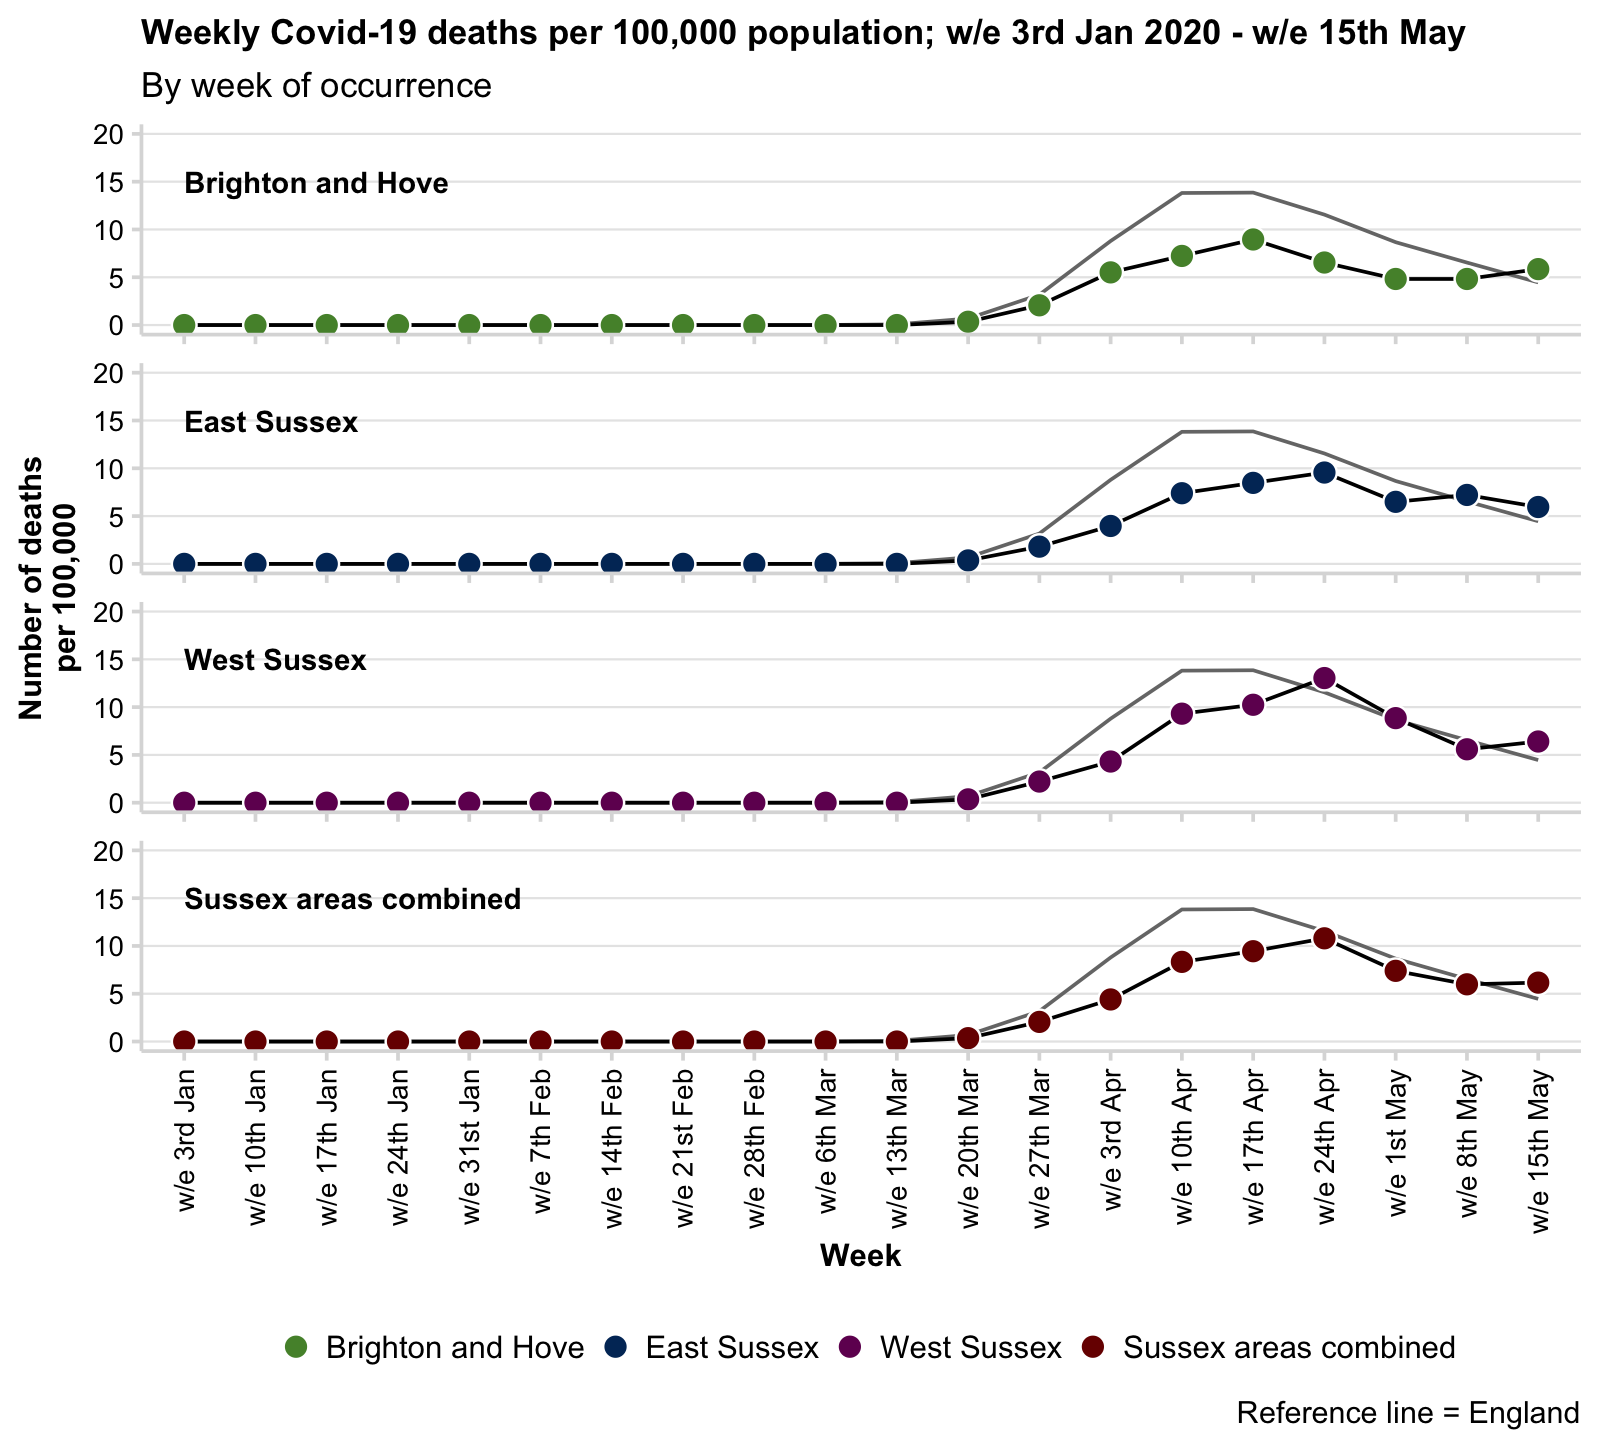 Weekly Covid-19 deaths per 100,000 population; w/e 3rd Jan 2020 - w/e 15th May
By week of occurrence
Number of deaths
per 100,000
20
15
10
5
0
Brighton and Hove
20
15
10
5
0
East Sussex
20
15
10
5
0
West Sussex
20
15
10
5
0
Sussex areas combined
w/e 3rd Jan
w/e 10th Jan
w/e 17th Jan
w/e 24th Jan
w/e 31st Jan
w/e 7th Feb
w/e 14th Feb
w/e 21st Feb
w/e 28th Feb
w/e 6th Mar
w/e 13th Mar
w/e 20th Mar
w/e 27th Mar
w/e 3rd Apr
w/e 10th Apr
w/e 17th Apr
w/e 24th Apr
w/e 1st May
w/e 8th May
w/e 15th May
Week
Brighton and Hove East Sussex West Sussex Sussex areas combined
Reference line = England